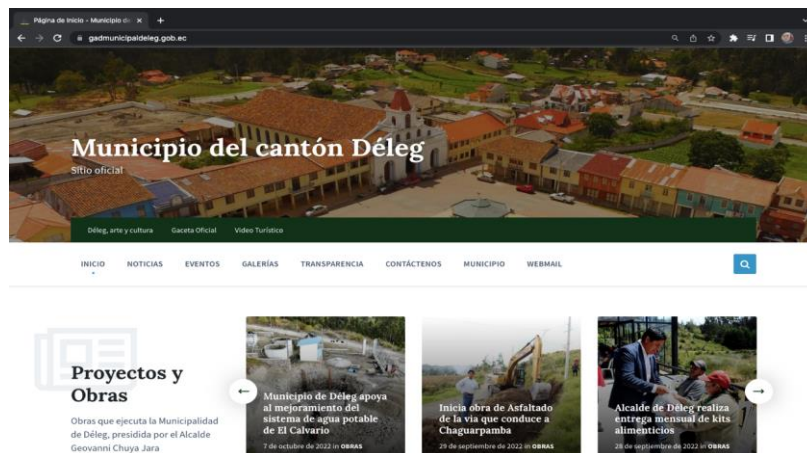 Página de Inicio - Municipio de
gadmunicipaldeleg.gob.ec
Municipio del cantón Déleg
Sitio oficial
Déleg, arte y cultura Gaceta Oficial Video Turístico
INICIO NOTICIAS EVENTOS GALERÍAS TRANSPARENCIA CONTÁCTENOS MUNICIPIO WEBMAIL
Proyectos y
Obras
Obras que ejecuta la Municipalidad
de Déleg, presidida por el Alcalde
Geovanni Chuya Jara
Municipio de Déleg apoya
al mejoramiento del
sistema de agua potable
de El Calvario
7 de octubre de 2022 in OBRAS
Inicia obra de Asfaltado
de la vía que conduce a
Chaguarpamba
29 de septiembre de 2022 in OBRAS
Alcalde de Déleg realiza
entrega mensual de kits
alimenticios
28 de septiembre de 2022 in OBRAS